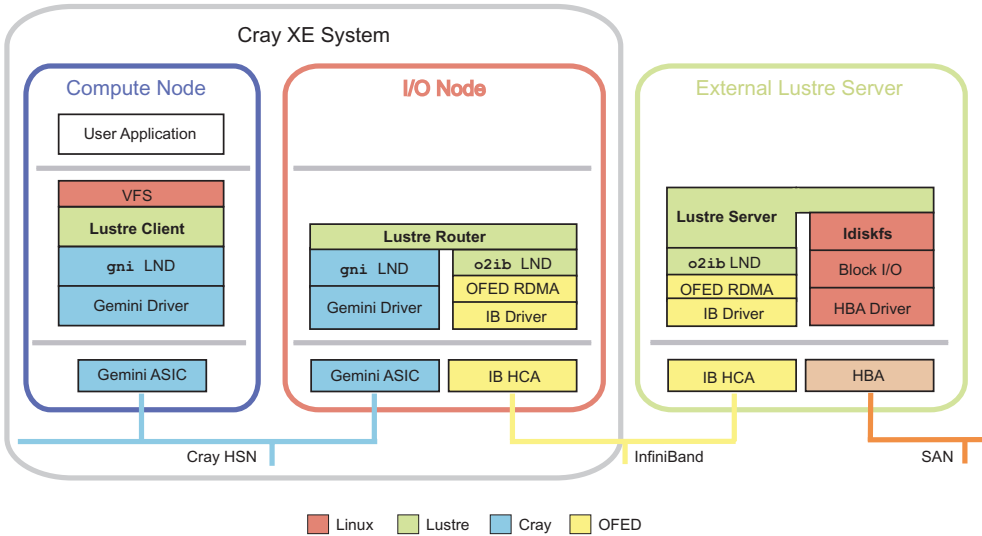 Cray XE System
Compute Node
User Application
VFS
Lustre Client
gni LND
Gemini Driver
Gemini ASIC
I/O Node
Lustre Router
gni LND
Gemini Driver
o2ib LND
OFED RDMA
IB Driver
Gemini ASIC
IB HCA
External Lustre Server
Lustre Server
o2ib LND
OFED RDMA
IB Driver
ldiskfs
Block I/O
HBA Driver
IB HCA
HBA
Cray HSN
InfiniBand
SAN
Linux
Lustre
Cray
OFED